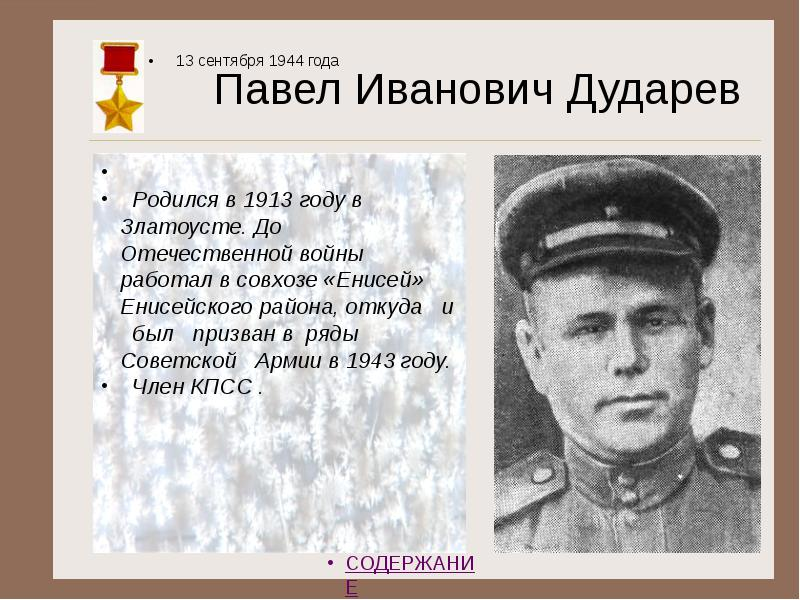 • 13 сентября 1944 года
Павел Иванович Дударев
•
• Родился в 1913 году в
Златоусте. До
Отечественной войны
работал в совхозе «Енисей»
Енисейского района, откуда и
был призван в ряды
Советской Армии в 1943 году.
• Член КПСС .
• СОДЕРЖАНИ
Е